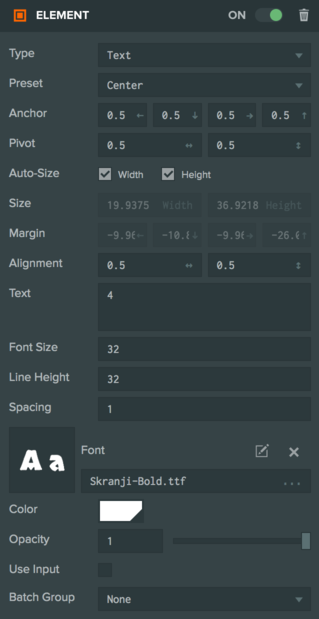 ELEMENT ON
Type Text
Preset Center
Anchor 0.5 ← 0.5 ↓ 0.5 → 0.5 ↑
Pivot 0.5 ↔ 0.5 ↕
Auto-Size Width Height
Size 19.9375 Width 36.9218 Height
Margin -9.96 ← -10.8 ↓ -9.96 → -26.6 ↑
Alignment 0.5 ↔ 0.5 ↕
Text 4
Font Size 32
Line Height 32
Spacing 1
Aa Font
Skranji-Bold.ttf ...
Color
Opacity 1
Use Input
Batch Group None